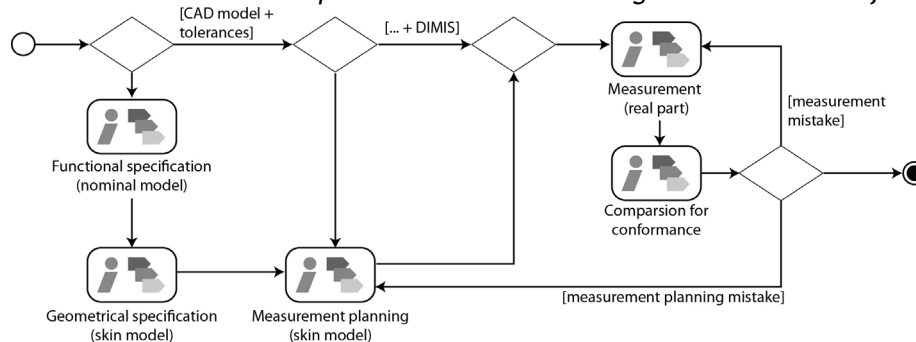 [CAD model +
tolerances]
[... + DIMIS]
Measurement
(real part)
[measurement
mistake]
Functional specification
(nominal model)
Comparsion for
conformance
[measurement planning mistake]
Geometrical specification
(skin model)
Measurement planning
(skin model)